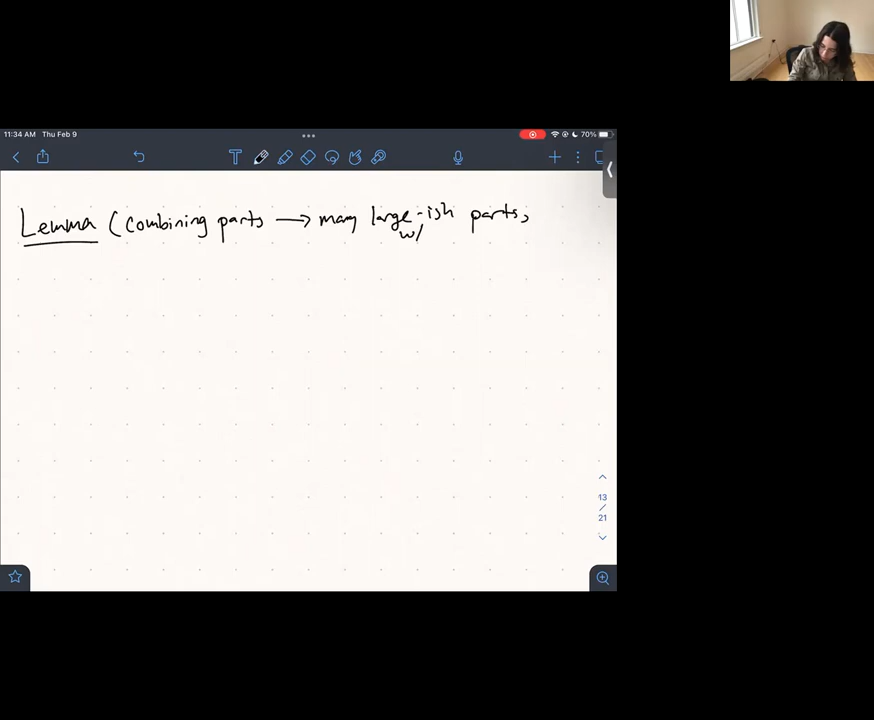 11:34 AM Thu Feb 9
70%
Lemma (combining parts → many large-ish parts,
w/
13
/
21